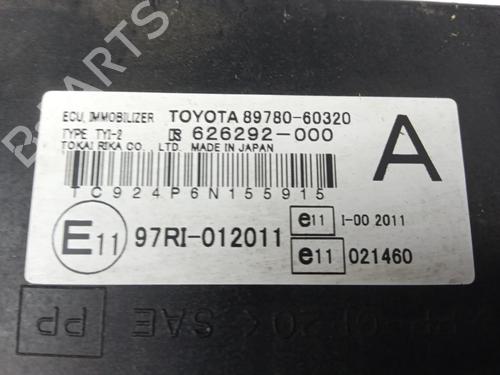 ECU, IMMOBILIZER TOYOTA 89780-60320
TYPE TYI-2 626292-000
TOKAI RIKA CO. LTD. MADE IN JAPAN
A
TC924P6N155915
E11 97RI-012011
e11 I-00 2011
e11 021460
PP
SAE